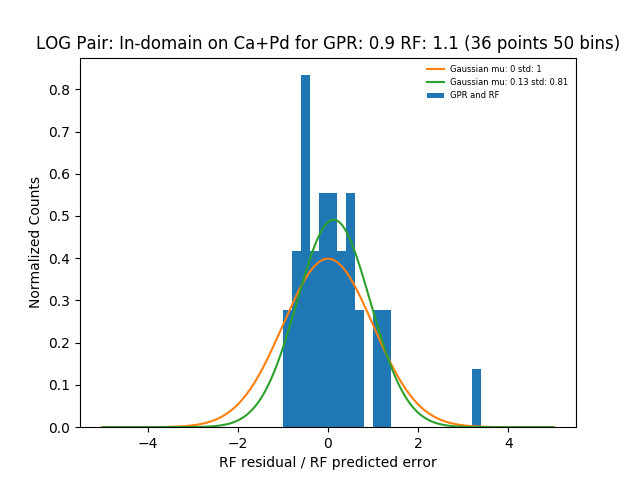 LOG Pair: In-domain on Ca+Pd for GPR: 0.9 RF: 1.1 (36 points 50 bins)
Gaussian mu: 0 std: 1
Gaussian mu: 0.13 std: 0.81
GPR and RF
Normalized Counts
0.8
0.7
0.6
0.5
0.4
0.3
0.2
0.1
0.0
−4 −2 0 2 4
RF residual / RF predicted error